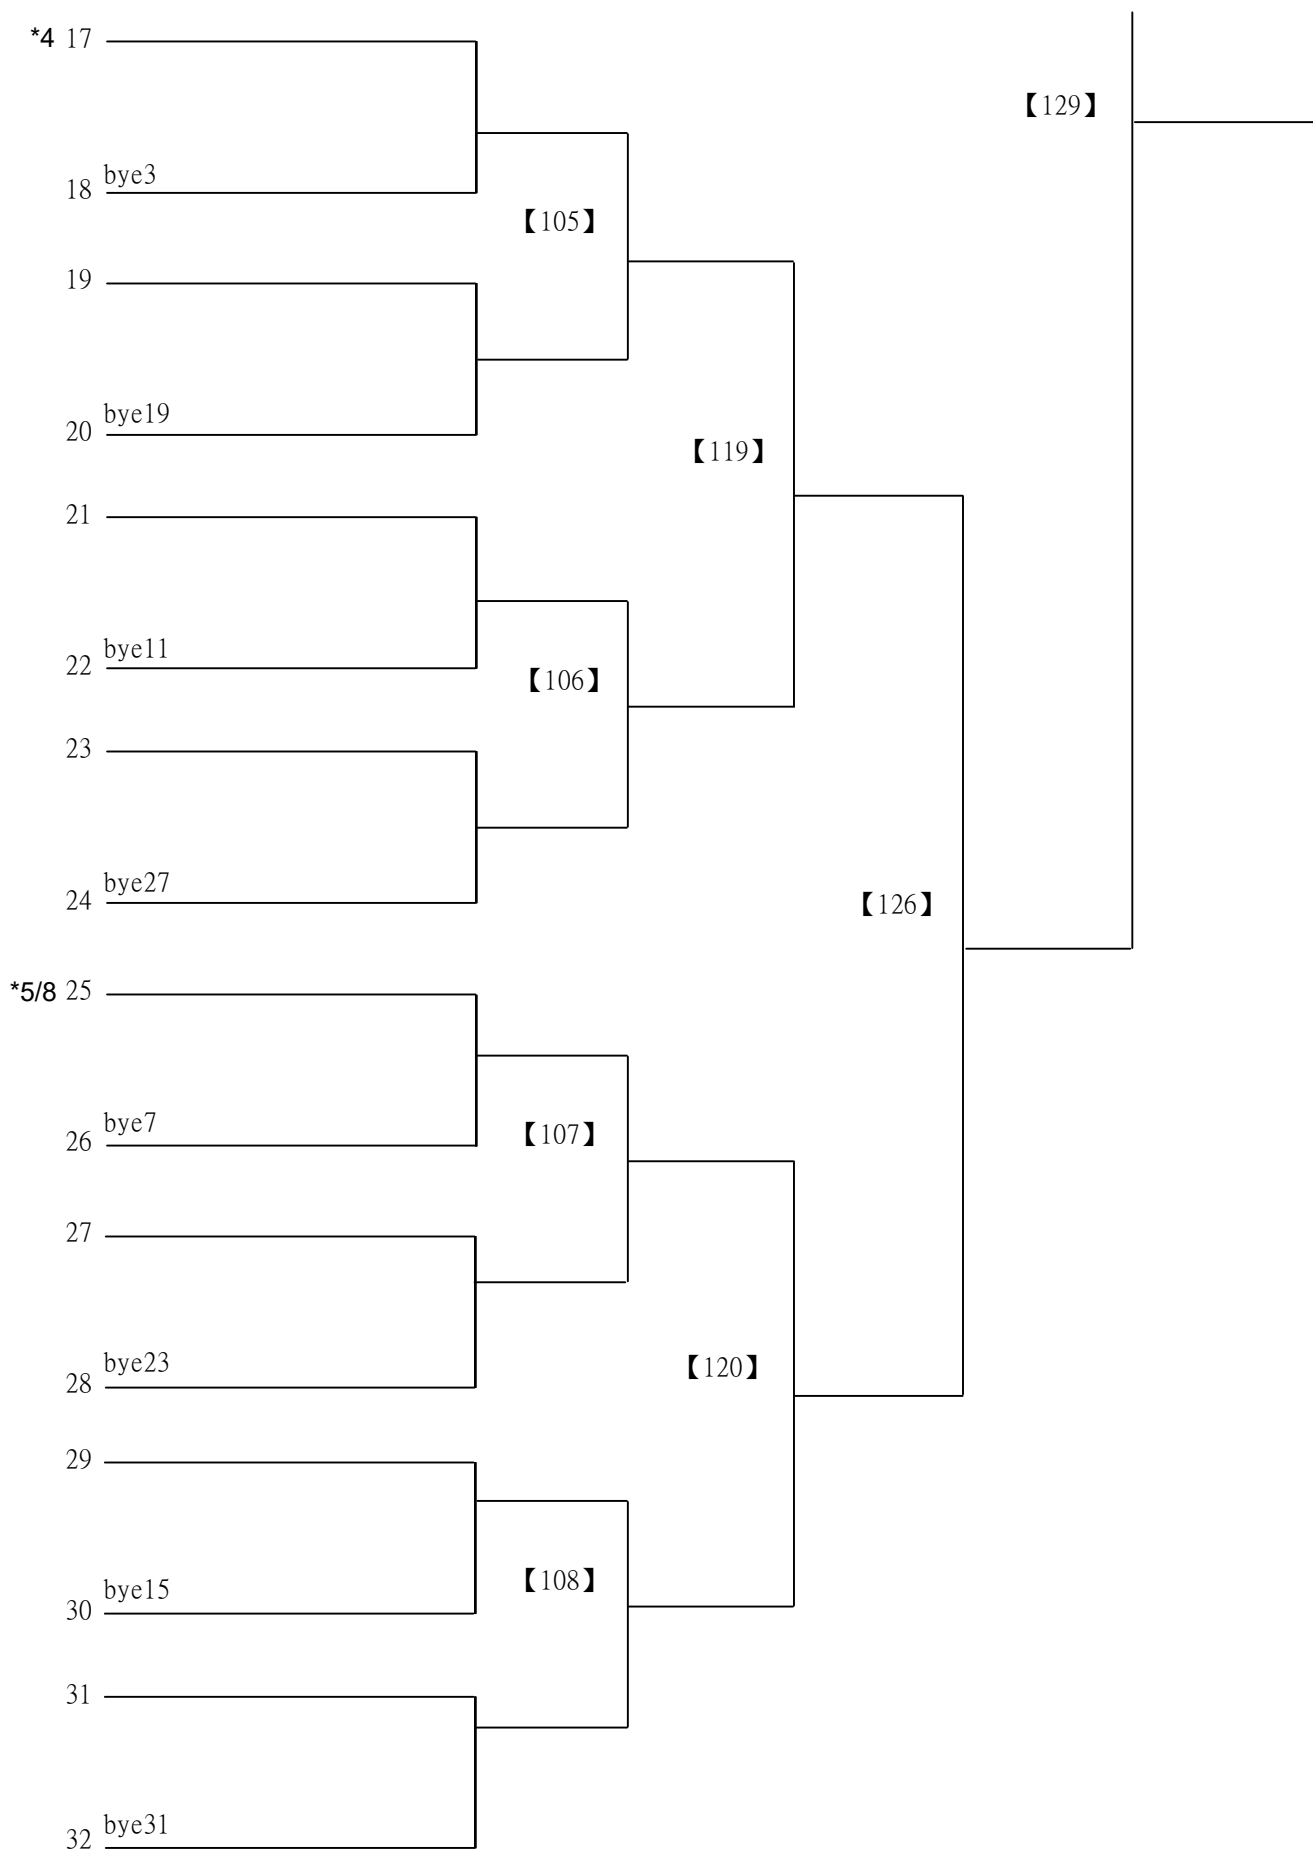 *4 17
【129】
18 bye3
【105】
19
20 bye19
【119】
21
22 bye11
【106】
23
24 bye27
【126】
*5/8 25
26 bye7
【107】
27
28 bye23
【120】
29
30 bye15
【108】
31
32 bye31